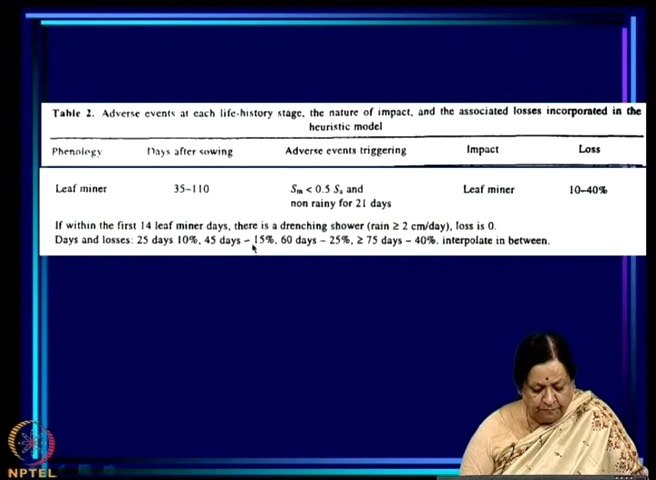 Table 2. Adverse events at each life-history stage, the nature of impact, and the associated losses incorporated in the
heuristic model
Phenology Days after sowing Adverse events triggering Impact Loss
Leaf miner 35–110 Sm < 0.5 Ss and Leaf miner 10–40%
non rainy for 21 days
If within the first 14 leaf miner days, there is a drenching shower (rain ≥ 2 cm/day), loss is 0.
Days and losses: 25 days 10%, 45 days – 15%, 60 days – 25%, ≥ 75 days – 40%. interpolate in between.
NPTEL